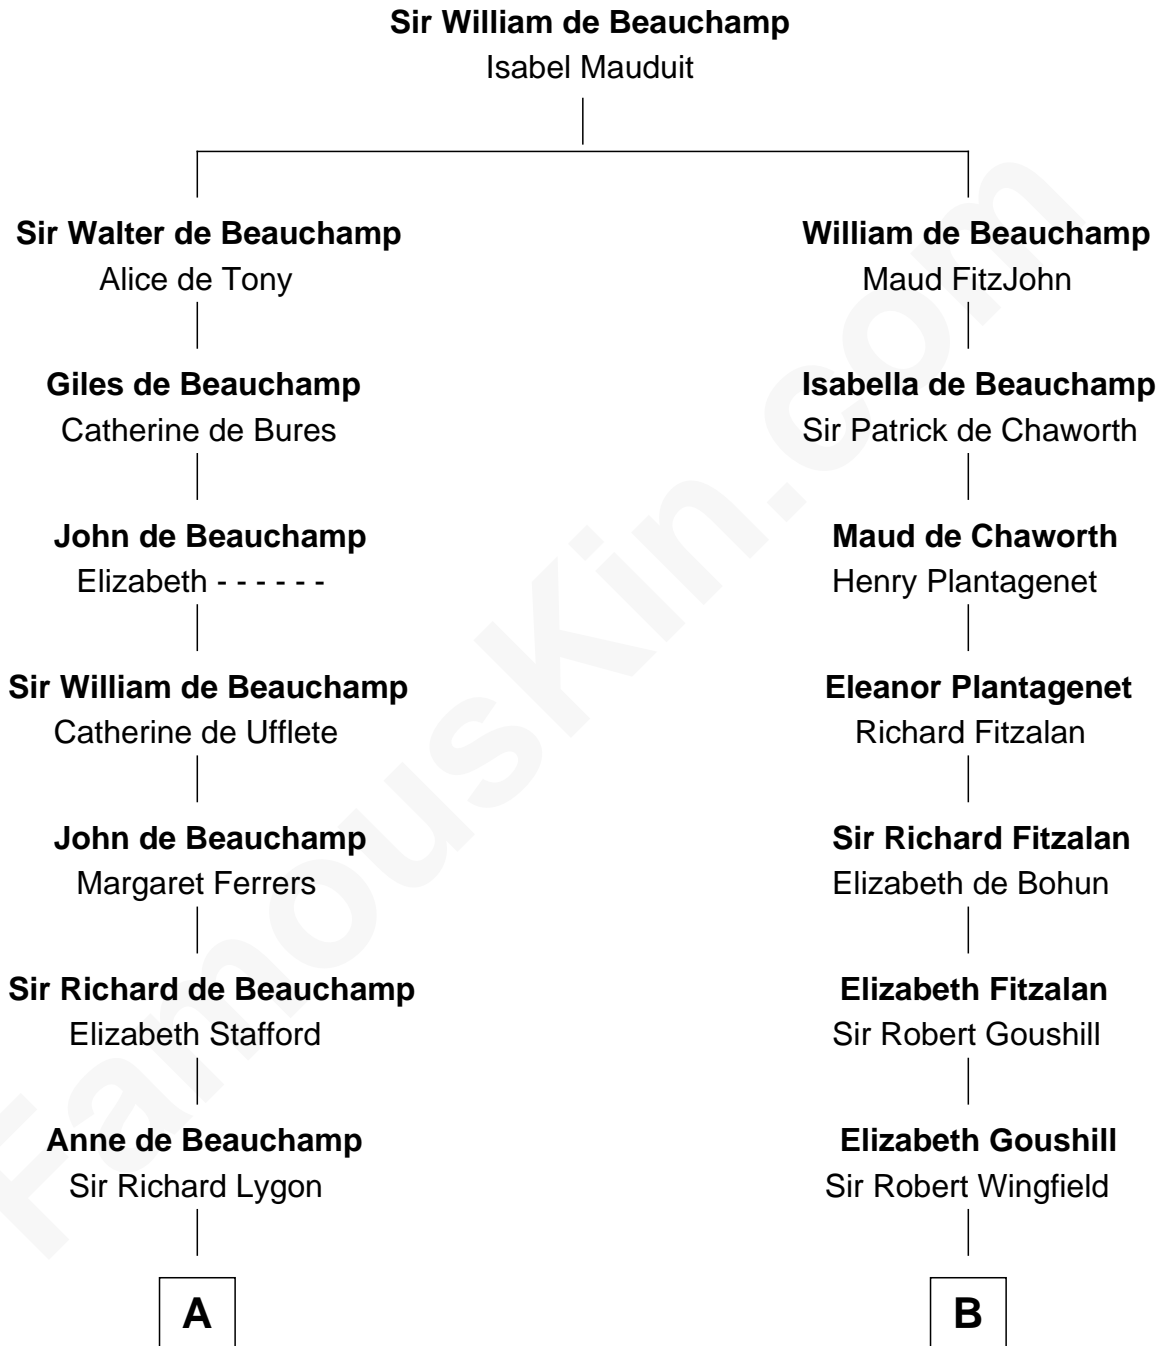 Sir William de Beauchamp
Isabel Mauduit
Sir Walter de Beauchamp
Alice de Tony
William de Beauchamp
Maud FitzJohn
Giles de Beauchamp
Catherine de Bures
Isabella de Beauchamp
Sir Patrick de Chaworth
John de Beauchamp
Elizabeth - - - - - -
Maud de Chaworth
Henry Plantagenet
Sir William de Beauchamp
Catherine de Ufflete
Eleanor Plantagenet
Richard Fitzalan
John de Beauchamp
Margaret Ferrers
Sir Richard Fitzalan
Elizabeth de Bohun
Sir Richard de Beauchamp
Elizabeth Stafford
Elizabeth Fitzalan
Sir Robert Goushill
Anne de Beauchamp
Sir Richard Lygon
Elizabeth Goushill
Sir Robert Wingfield
A
B
FamousKin.com